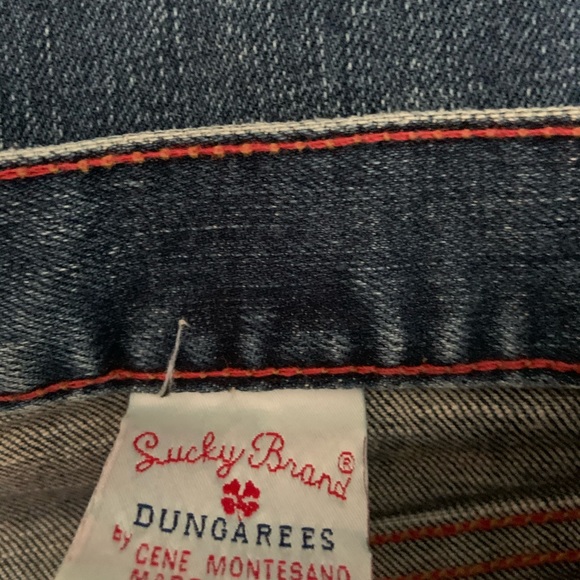 Lucky Brand®
DUNGAREES
by GENE MONTESANO